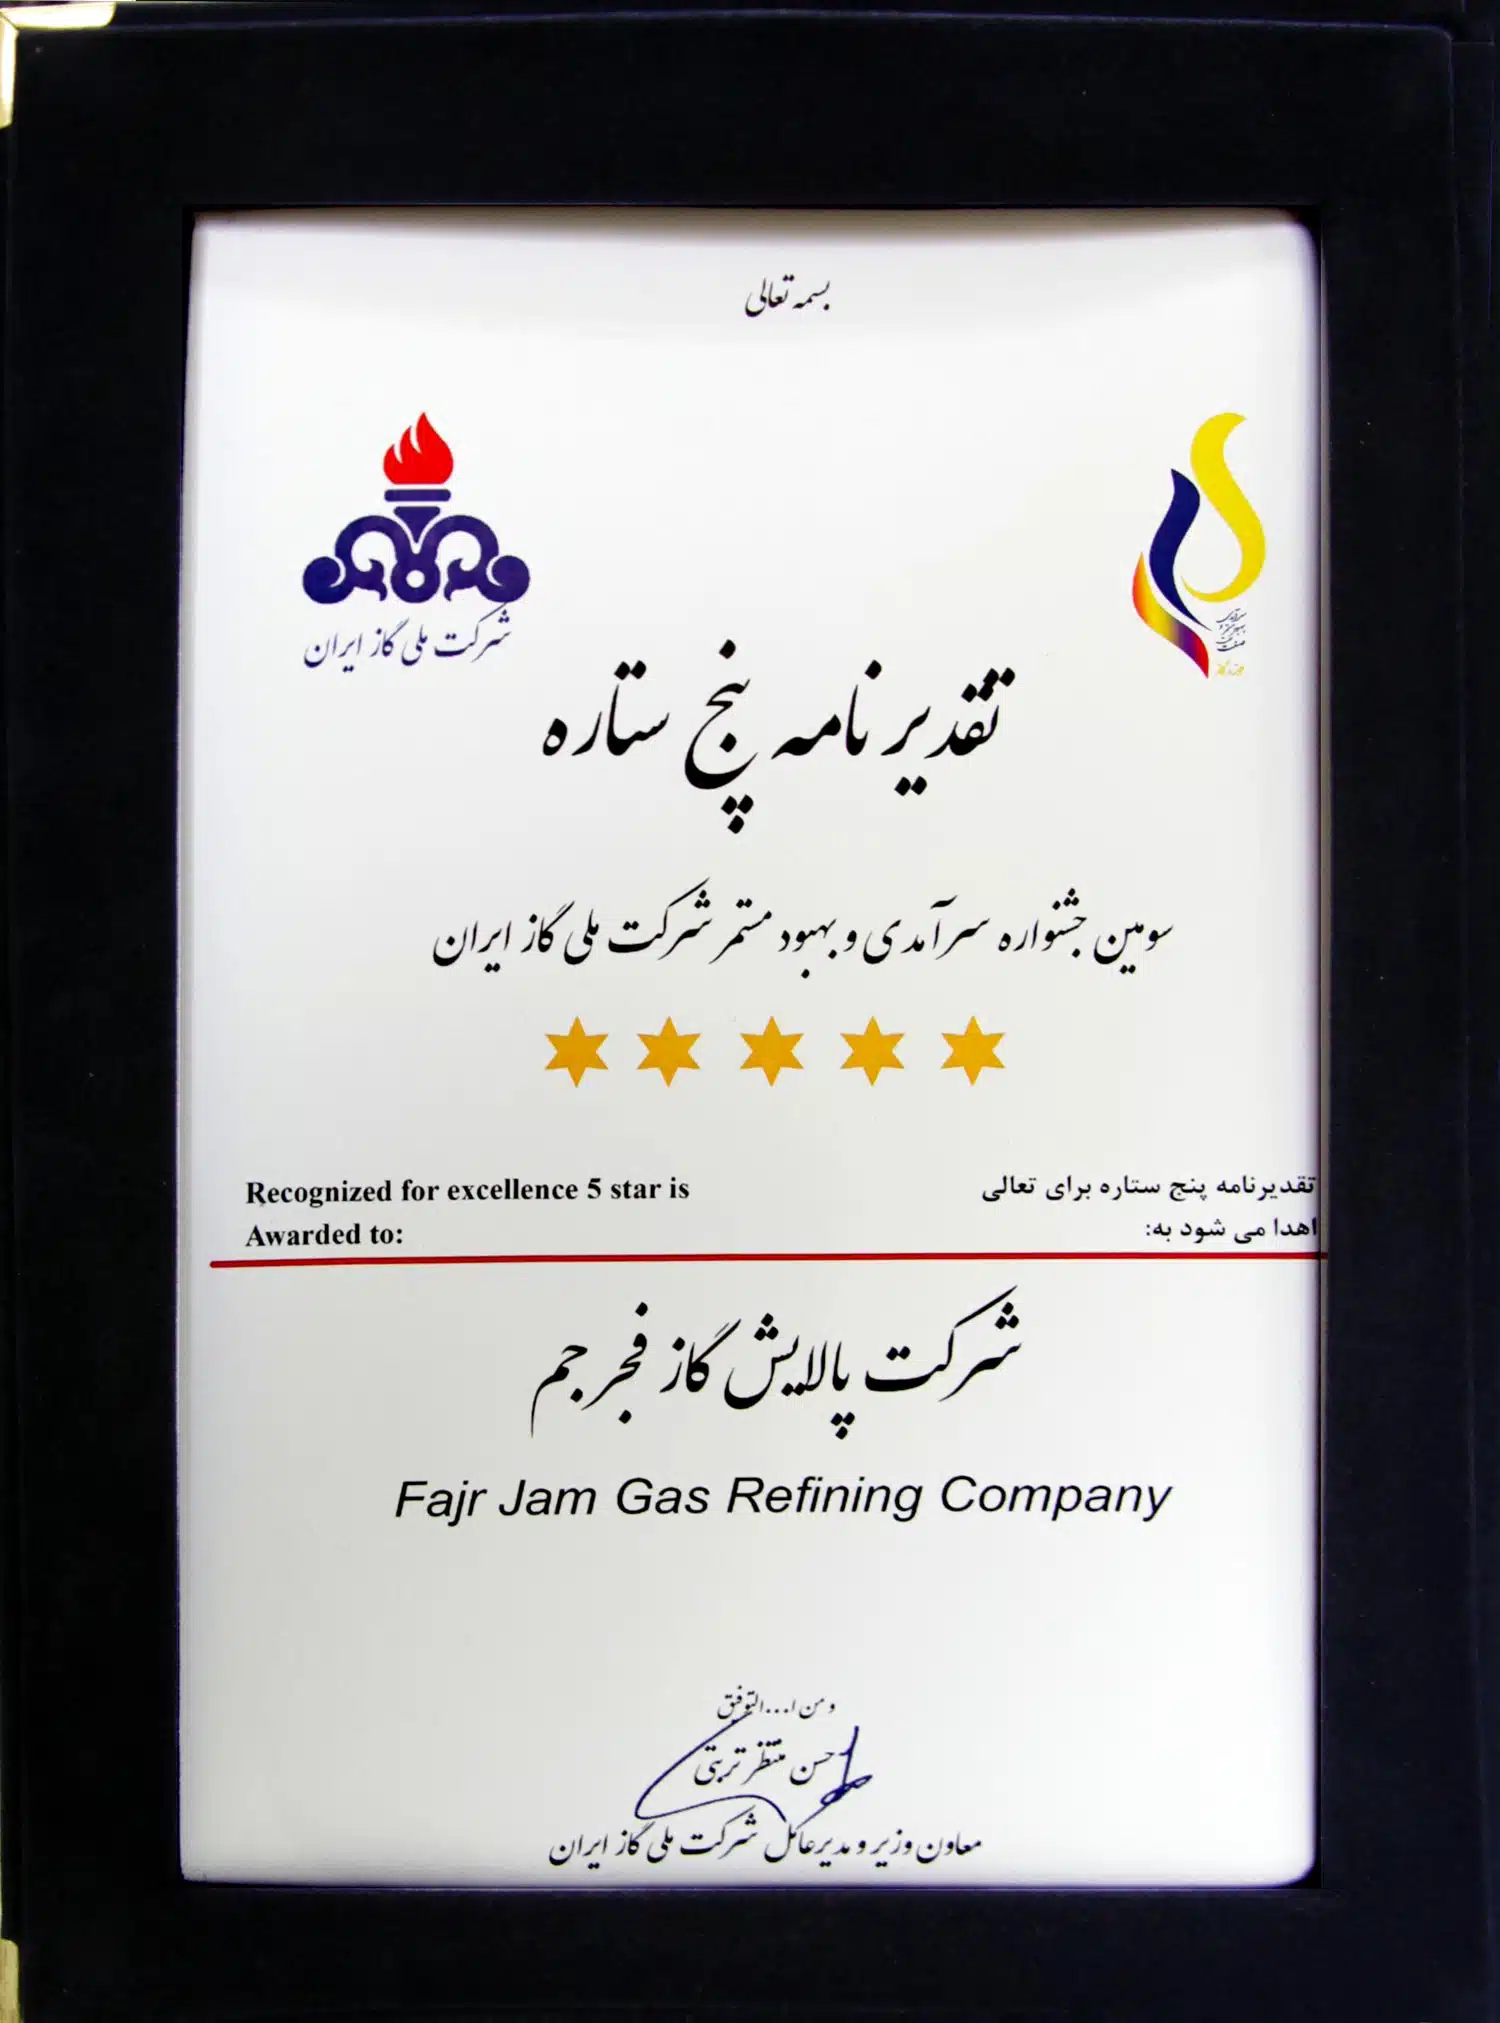 بسمه تعالی
شرکت ملی گاز ایران
تقدیرنامه پنج ستاره
سومین جشنواره سرآمدی و بهبود مستمر شرکت ملی گاز ایران
Recognized for excellence 5 star is
Awarded to:
تقدیرنامه پنج ستاره برای تعالی
اهدا می شود به:
شرکت پالایش گاز فجر جم
Fajr Jam Gas Refining Company
و من ا...التوفیق
حسن منتظر تربتی
معاون وزیر و مدیرعامل شرکت ملی گاز ایران